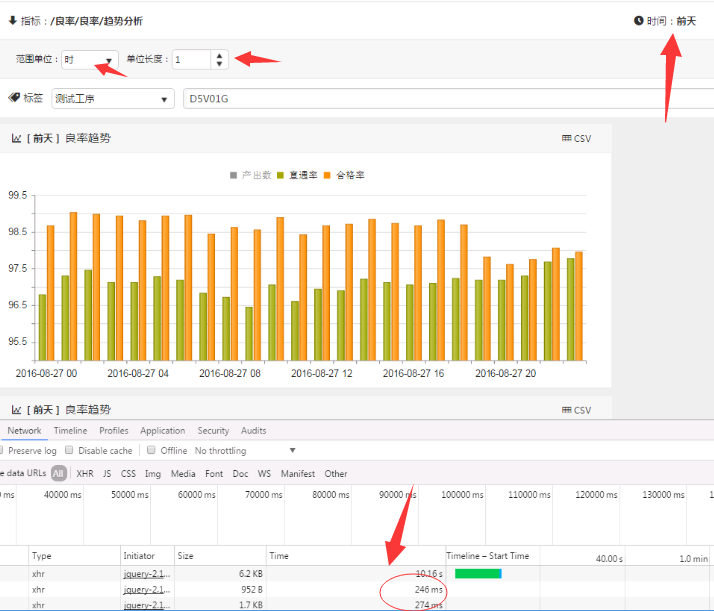 指标：/良率/良率/趋势分析 时间：前天
范围单位： 时 单位长度： 1
标签 测试工序 D5V01G
[ 前天 ] 良率趋势 CSV
产出数 直通率 合格率
99.5
98.5
97.5
96.5
95.5
2016-08-27 00 2016-08-27 04 2016-08-27 08 2016-08-27 12 2016-08-27 16 2016-08-27 20
[ 前天 ] 良率趋势 CSV
Network Timeline Profiles Application Security Audits
Preserve log Disable cache Offline No throttling
e data URLs All XHR JS CSS Img Media Font Doc WS Manifest Other
ms 40000 ms 50000 ms 60000 ms 70000 ms 80000 ms 90000 ms 100000 ms 110000 ms 120000 ms 130000 ms 1
Type Initiator Size Time Timeline – Start Time 40.00 s 1.0 min
xhr jquery-2.1... 6.2 KB 10.16 s
xhr jquery-2.1... 952 B 246 ms
xhr jquery-2.1... 1.7 KB 274 ms